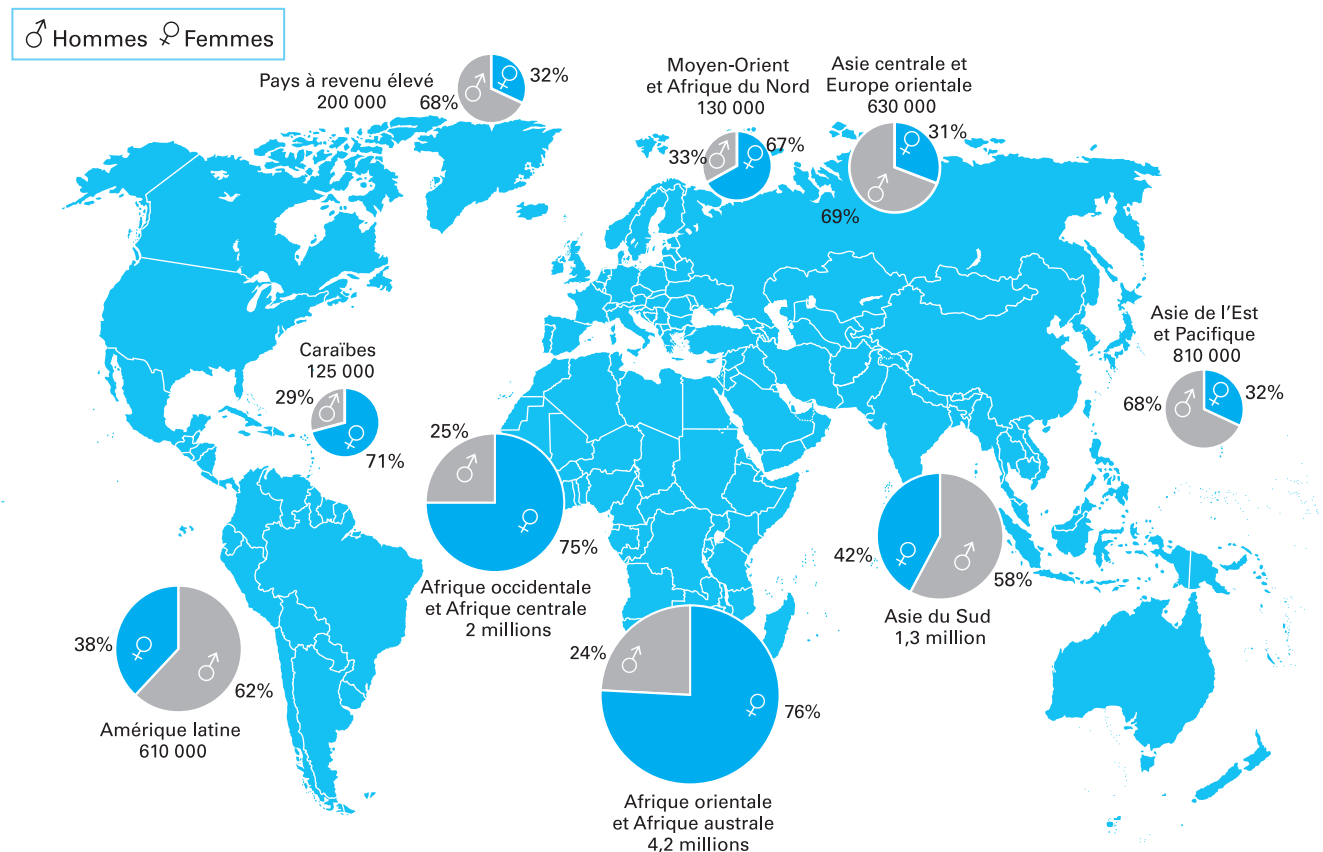 ♂ Hommes ♀ Femmes
Pays à revenu élevé
200 000
68%
32%
Moyen-Orient
et Afrique du Nord
130 000
33%
67%
Asie centrale et
Europe orientale
630 000
31%
69%
Asie de l'Est
et Pacifique
810 000
68%
32%
Caraïbes
125 000
29%
71%
25%
75%
Afrique occidentale
et Afrique centrale
2 millions
42%
58%
Asie du Sud
1,3 million
38%
62%
Amérique latine
610 000
24%
76%
Afrique orientale
et Afrique australe
4,2 millions